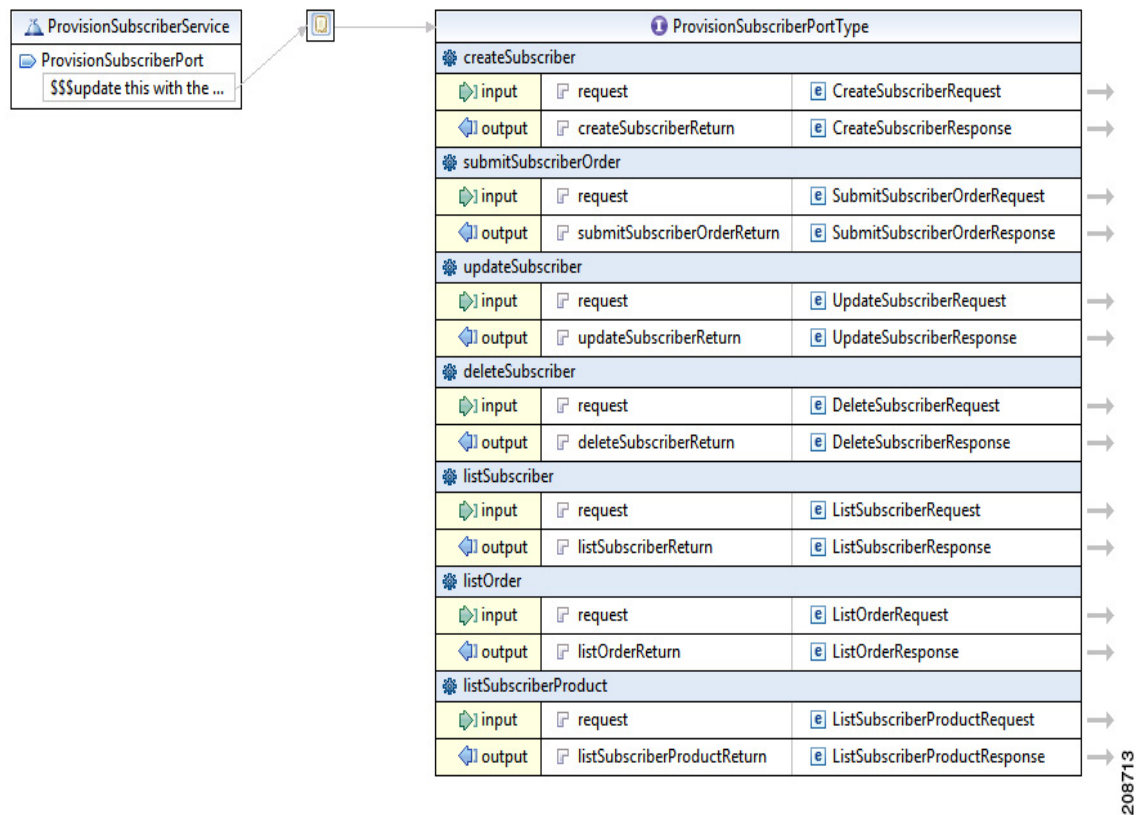 ProvisionSubscriberService
ProvisionSubscriberPort
$$$update this with the ...
ProvisionSubscriberPortType
createSubscriber
input request CreateSubscriberRequest
output createSubscriberReturn CreateSubscriberResponse
submitSubscriberOrder
input request SubmitSubscriberOrderRequest
output submitSubscriberOrderReturn SubmitSubscriberOrderResponse
updateSubscriber
input request UpdateSubscriberRequest
output updateSubscriberReturn UpdateSubscriberResponse
deleteSubscriber
input request DeleteSubscriberRequest
output deleteSubscriberReturn DeleteSubscriberResponse
listSubscriber
input request ListSubscriberRequest
output listSubscriberReturn ListSubscriberResponse
listOrder
input request ListOrderRequest
output listOrderReturn ListOrderResponse
listSubscriberProduct
input request ListSubscriberProductRequest
output listSubscriberProductReturn ListSubscriberProductResponse
208713